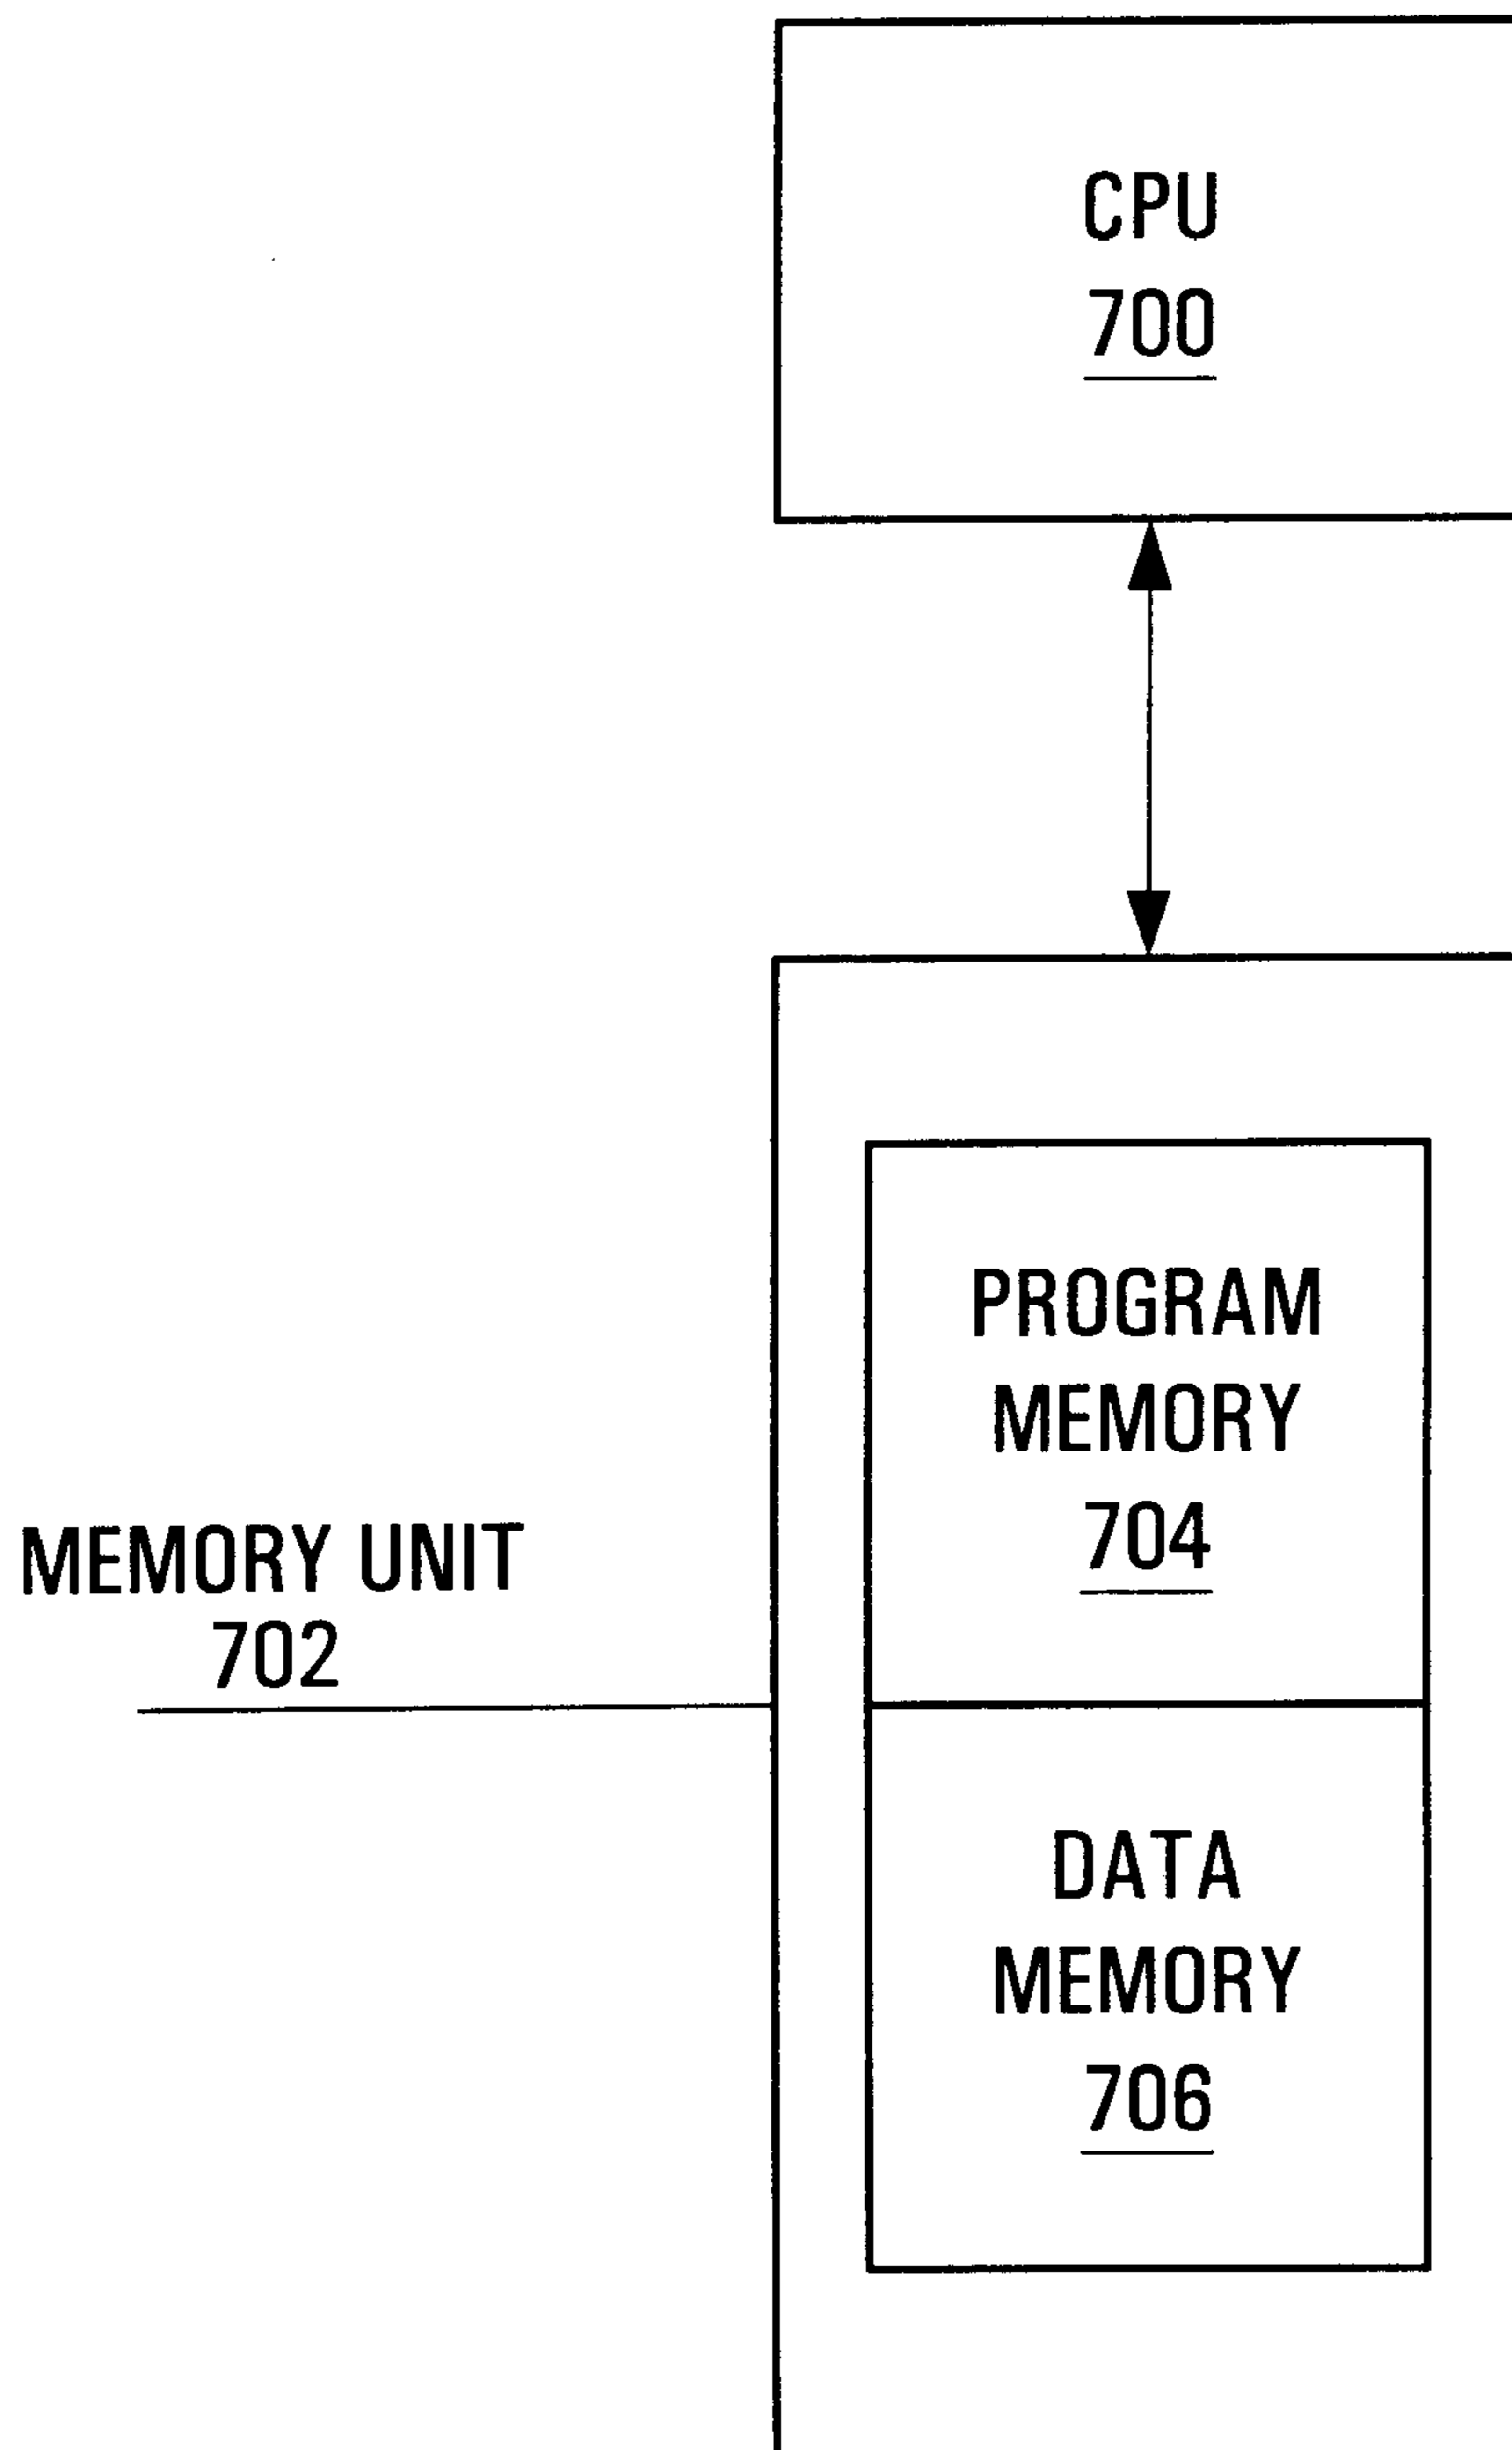 CPU
700
PROGRAM
MEMORY
704
MEMORY UNIT
702
DATA
MEMORY
706